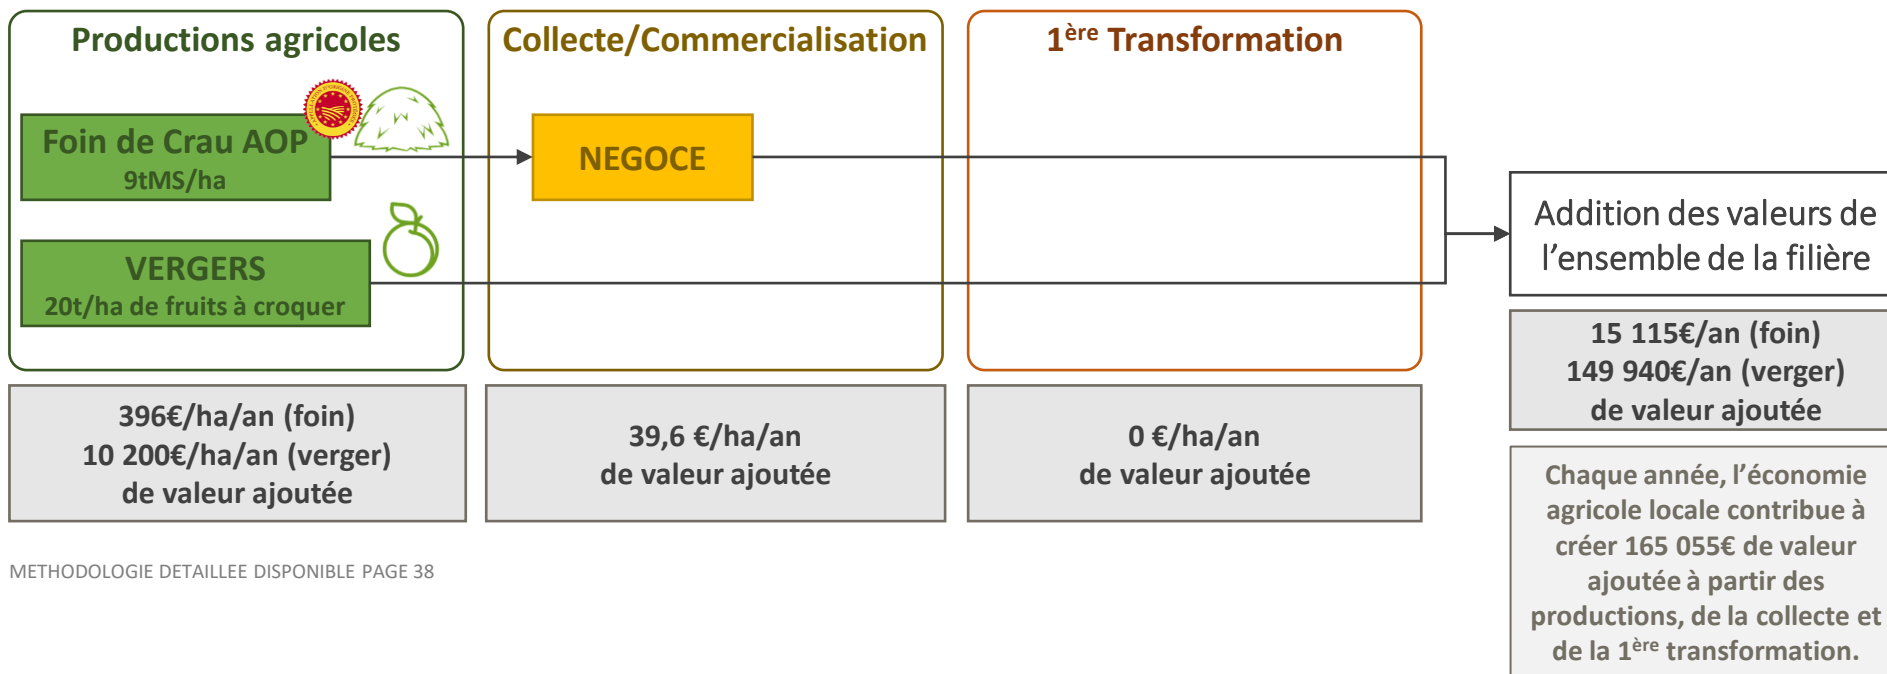 Productions agricoles
Foin de Crau AOP
9tMS/ha
VERGERS
20t/ha de fruits à croquer
396€/ha/an (foin)
10 200€/ha/an (verger)
de valeur ajoutée
Collecte/Commercialisation
NEGOCE
39,6 €/ha/an
de valeur ajoutée
1ère Transformation
0 €/ha/an
de valeur ajoutée
Addition des valeurs de
l’ensemble de la filière
15 115€/an (foin)
149 940€/an (verger)
de valeur ajoutée
Chaque année, l’économie
agricole locale contribue à
créer 165 055€ de valeur
ajoutée à partir des
productions, de la collecte et
de la 1ère transformation.
METHODOLOGIE DETAILLEE DISPONIBLE PAGE 38